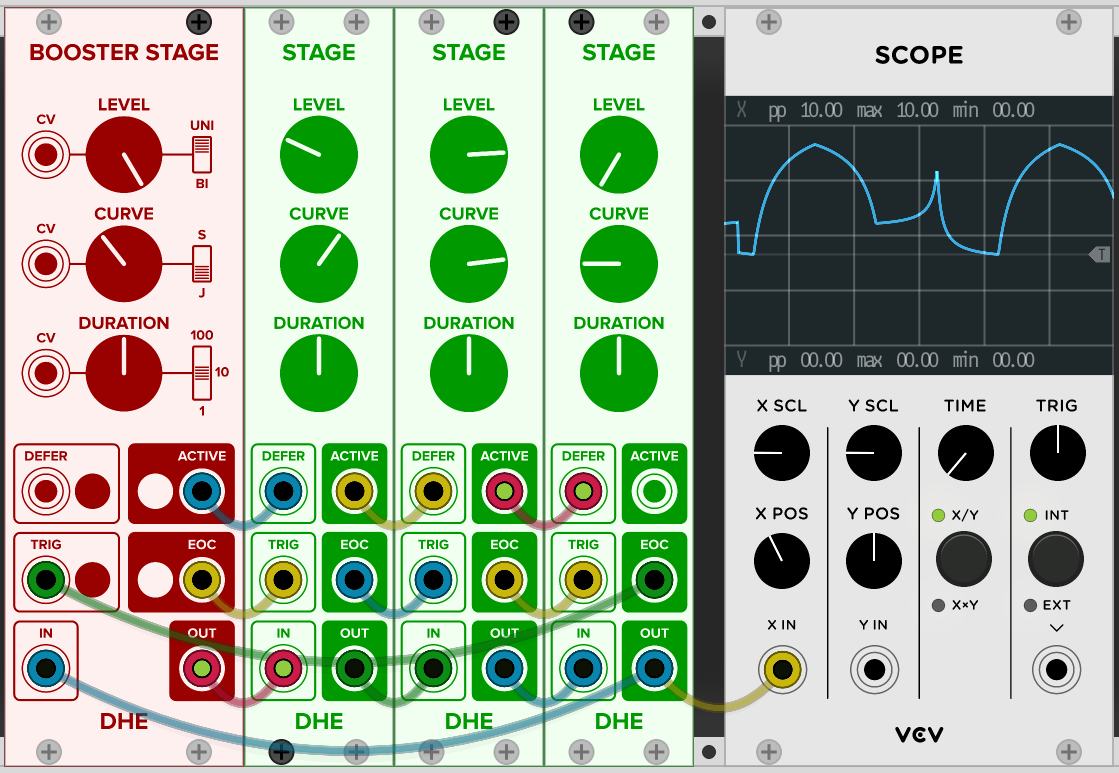 BOOSTER STAGE
LEVEL
CV
UNI
BI
CURVE
CV
S
J
DURATION
CV
100
10
1
DEFER
ACTIVE
TRIG
EOC
IN
OUT
DHE
STAGE
LEVEL
CURVE
DURATION
DEFER
ACTIVE
TRIG
EOC
IN
OUT
DHE
STAGE
LEVEL
CURVE
DURATION
DEFER
ACTIVE
TRIG
EOC
IN
OUT
DHE
STAGE
LEVEL
CURVE
DURATION
DEFER
ACTIVE
TRIG
EOC
IN
OUT
DHE
SCOPE
X pp 10.00 max 10.00 min 00.00
T
Y pp 00.00 max 00.00 min 00.00
X SCL Y SCL TIME TRIG
X POS Y POS X/Y INT
X×Y EXT
X IN Y IN
VCV